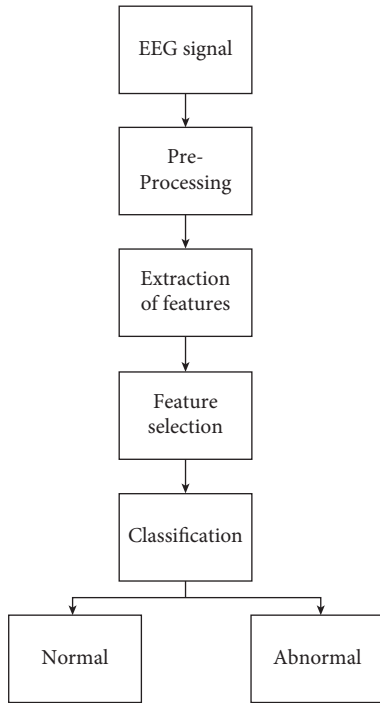 EEG signal
Pre-
Processing
Extraction
of features
Feature
selection
Classification
Normal
Abnormal